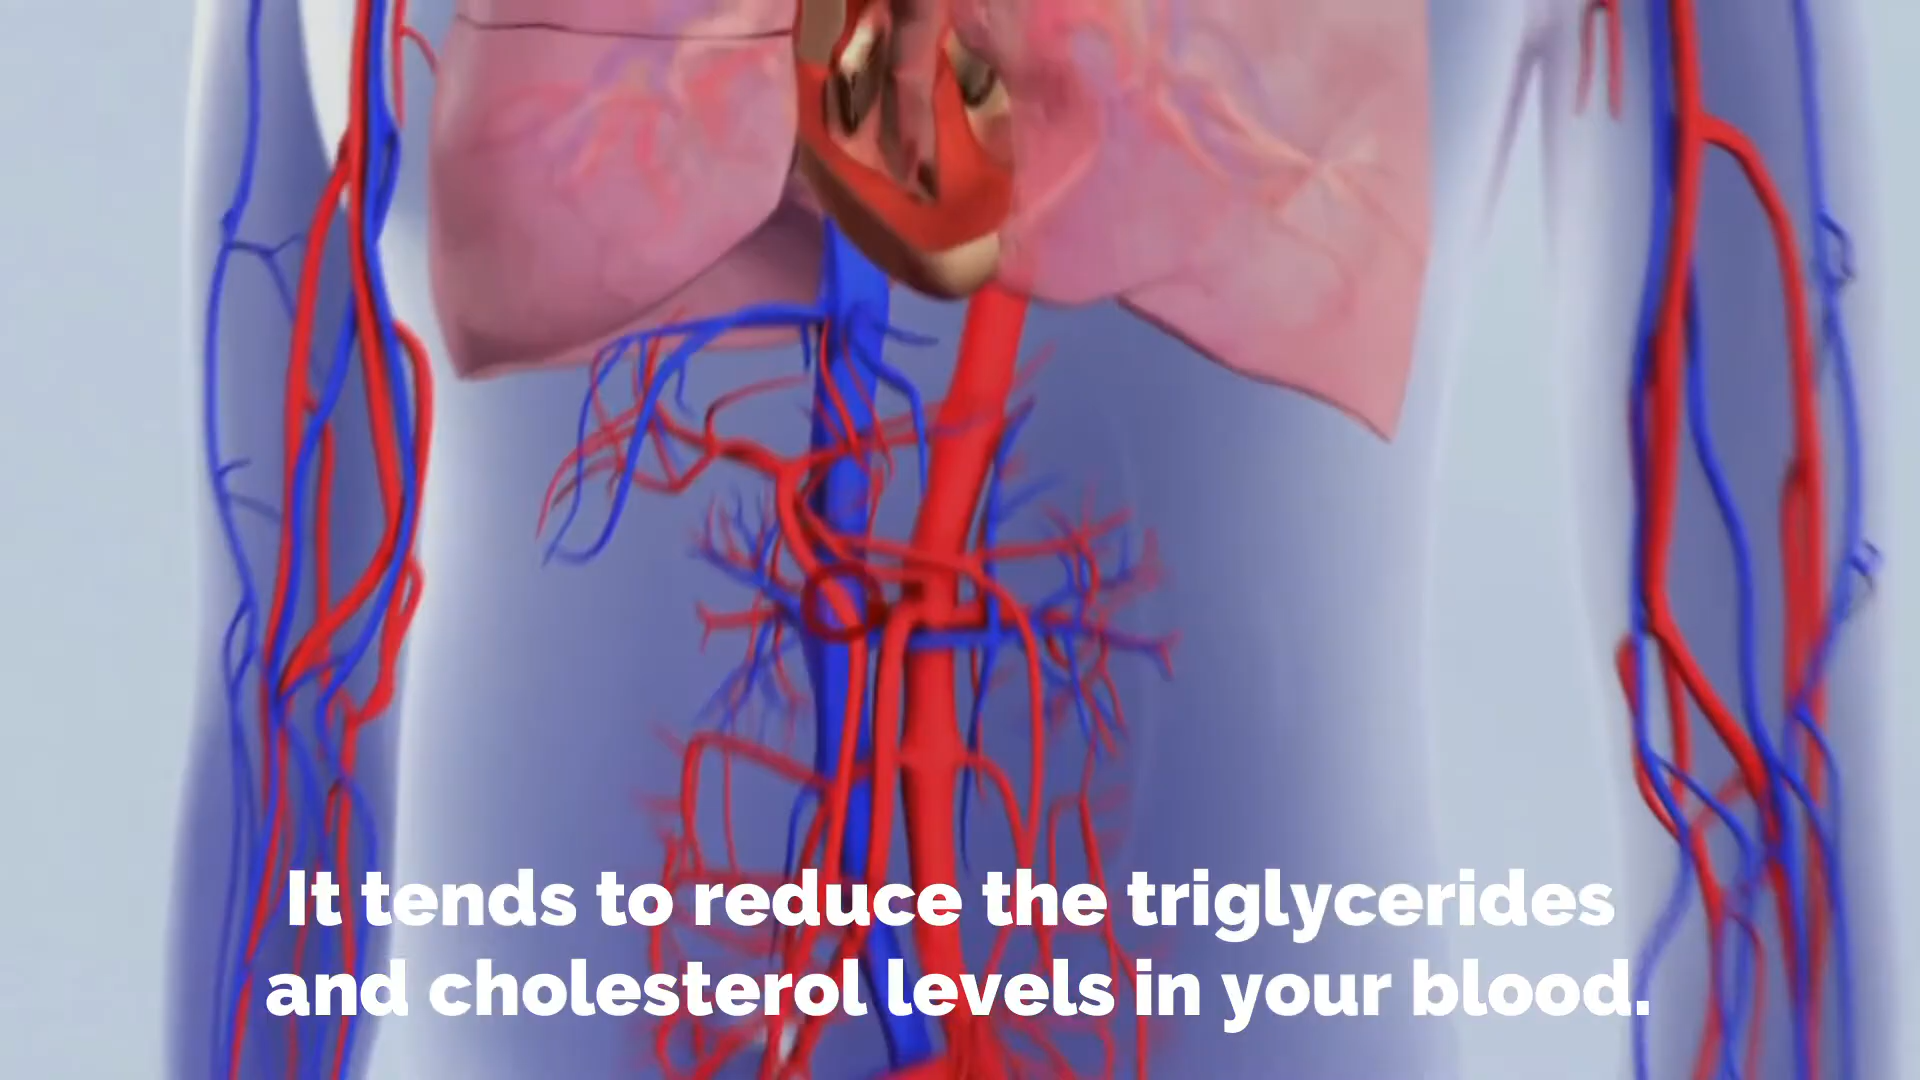 It tends to reduce the triglycerides
and cholesterol levels in your blood.